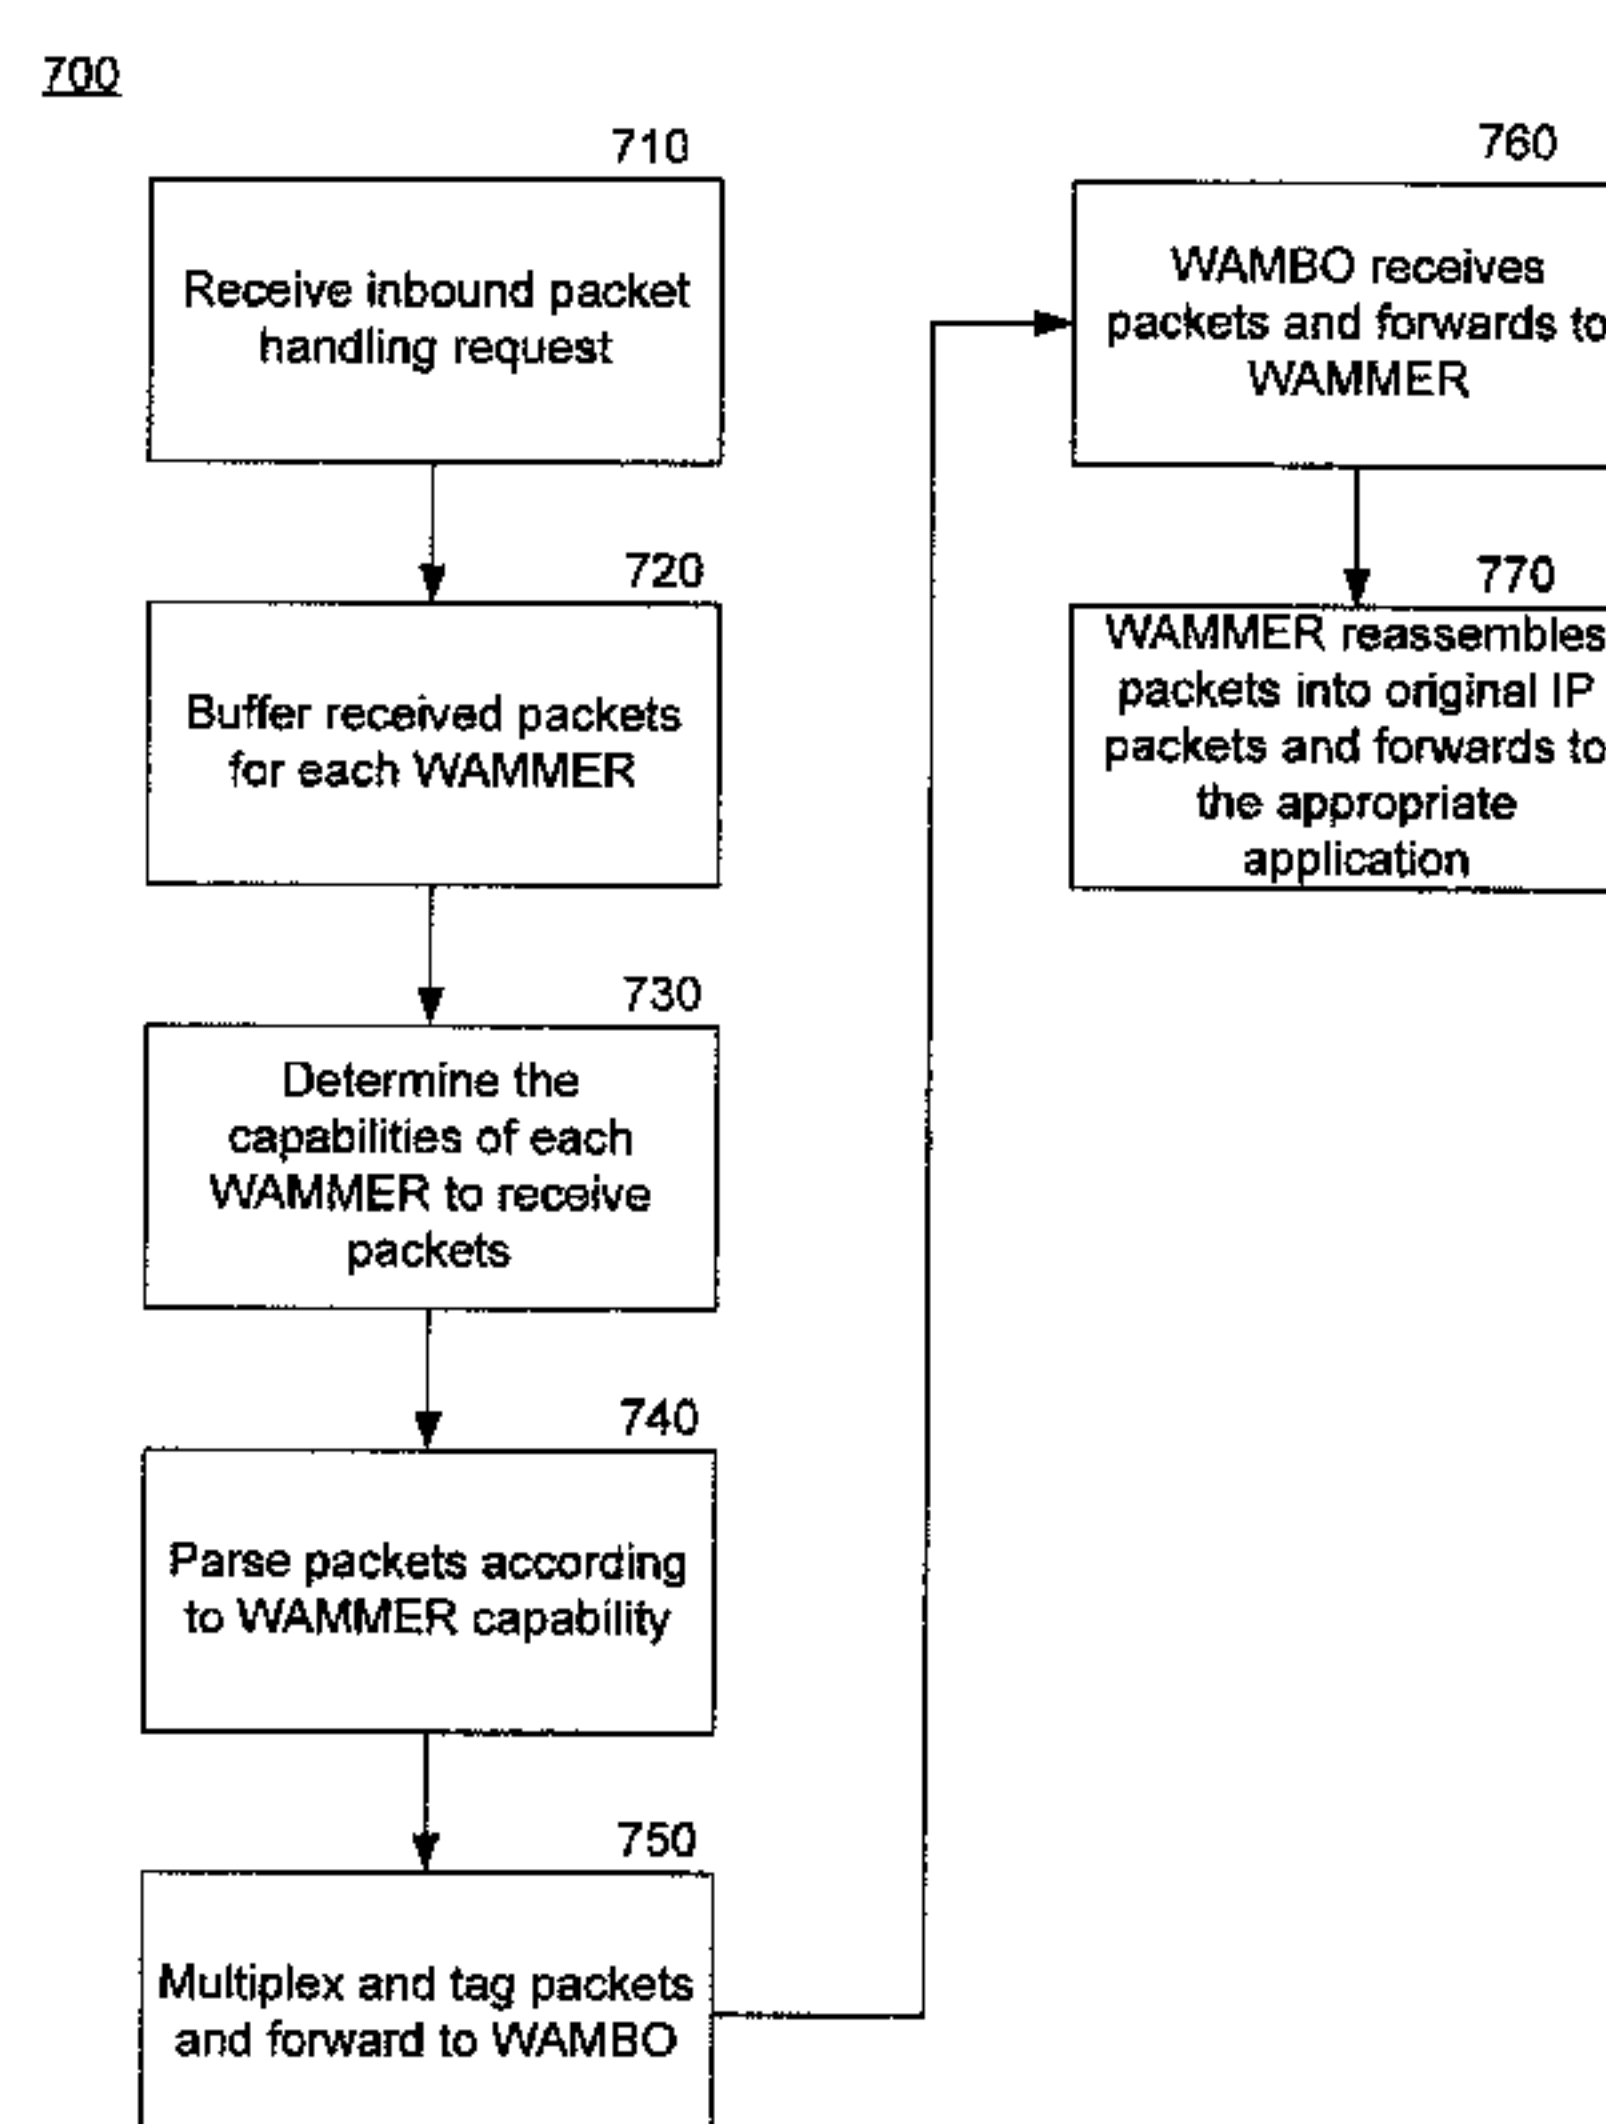 700
710
Receive inbound packet
handling request
720
Buffer received packets
for each WAMMER
730
Determine the
capabilities of each
WAMMER to receive
packets
740
Parse packets according
to WAMMER capability
750
Multiplex and tag packets
and forward to WAMBO
760
WAMBO receives
packets and forwards to
WAMMER
770
WAMMER reassembles
packets into original IP
packets and forwards to
the appropriate
application